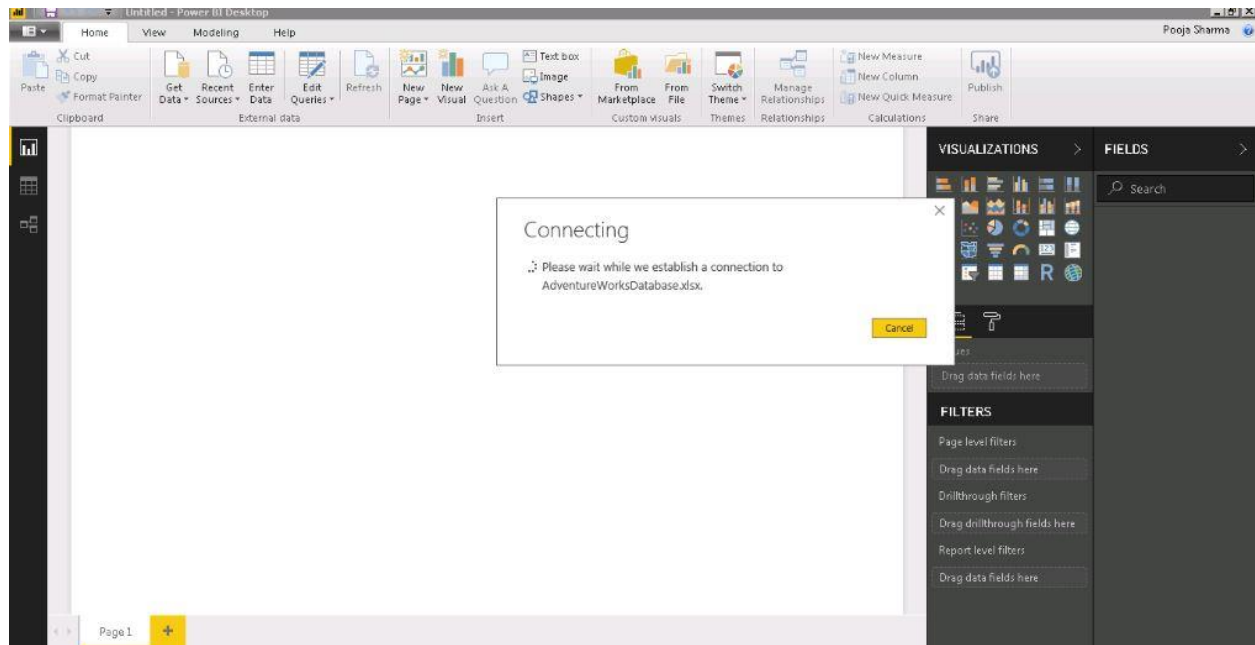 Untitled - Power BI Desktop
Home View Modeling Help
Pooja Sharma
Paste
Cut
Copy
Format Painter
Clipboard
Get Data
Recent Sources
Enter Data
Edit Queries
External data
Refresh
New Page
New Visual
Ask A Question
Text box
Image
Shapes
Insert
From Marketplace
From File
Custom visuals
Switch Theme
Themes
Manage Relationships
Relationships
New Measure
New Column
New Quick Measure
Calculations
Publish
Share
VISUALIZATIONS
FIELDS
Search
R
123
Connecting
Please wait while we establish a connection to
AdventureWorksDatabase.xlsx.
Cancel
Drag data fields here
FILTERS
Page level filters
Drag data fields here
Drillthrough filters
Drag drillthrough fields here
Report level filters
Drag data fields here
Page 1